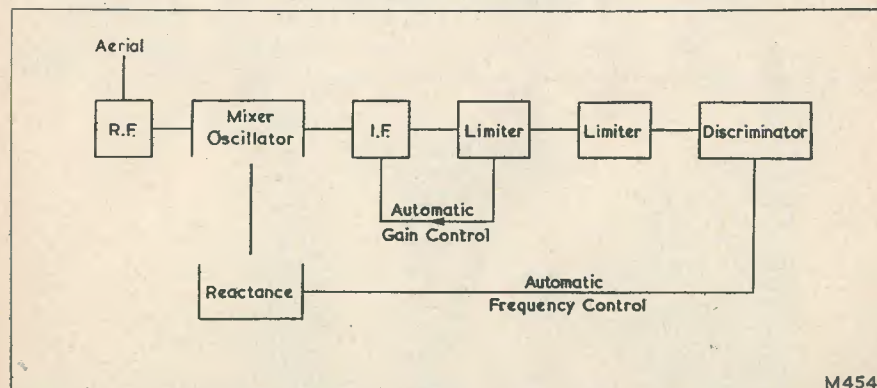 Aerial
R.F.
Mixer
Oscillator
I.F.
Limiter
Limiter
Discriminator
Automatic
Gain Control
Reactance
Automatic
Frequency Control
M454